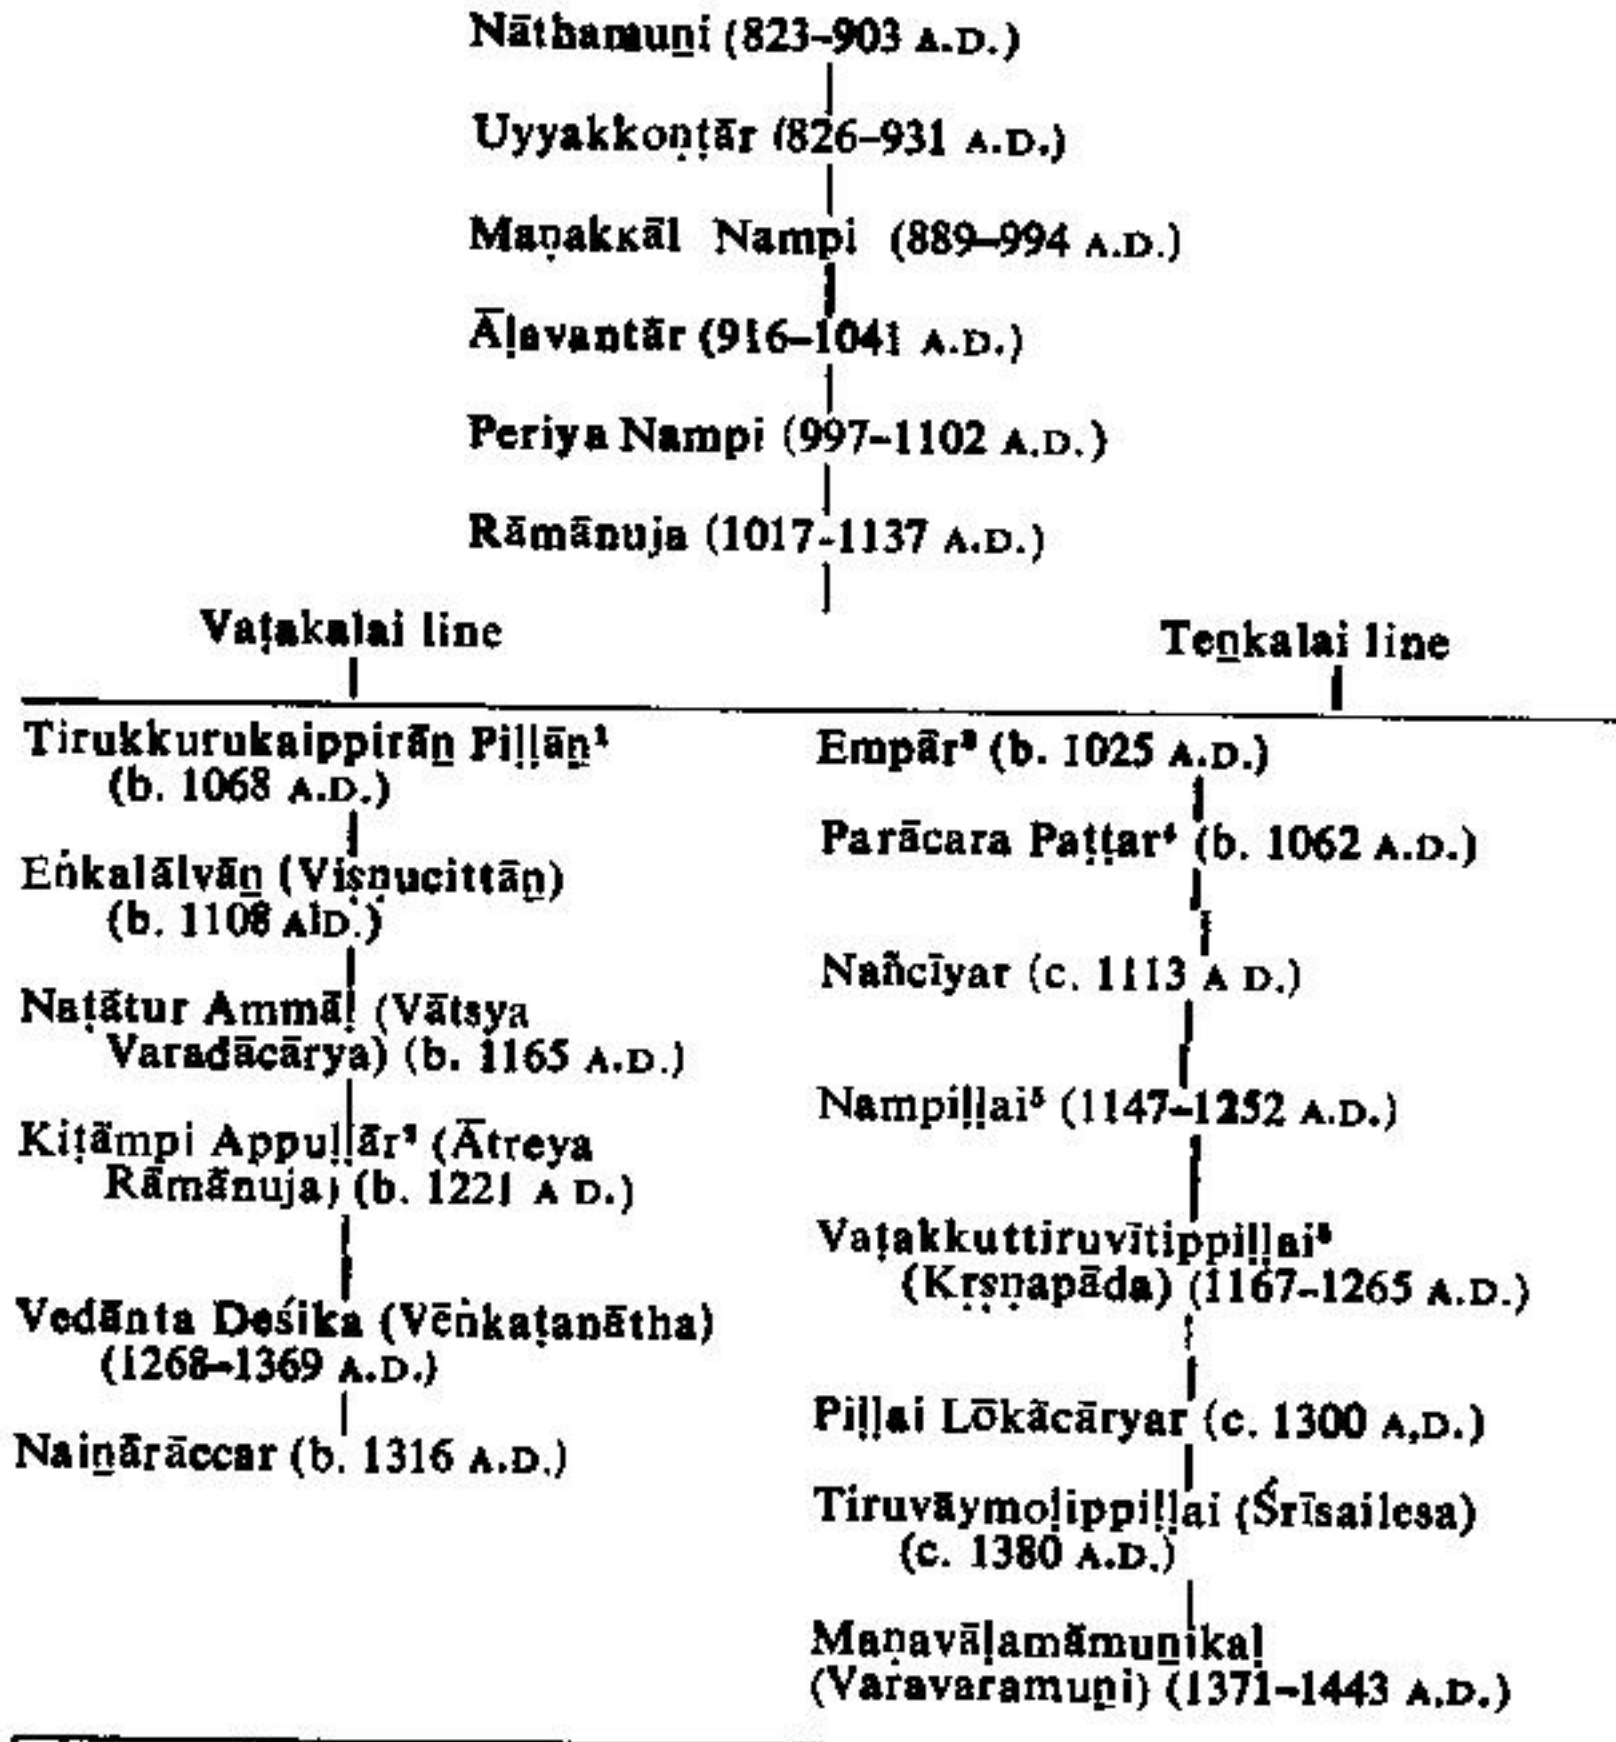 Nāthamuṉi (823–903 A.D.)
Uyyakkoṇṭār (826–931 A.D.)
Maṇakkāl Nampi (889–994 A.D.)
Āḷavantār (916–1041 A.D.)
Periya Nampi (997–1102 A.D.)
Rāmānuja (1017-1137 A.D.)
Vaṭakalai line
Teṉkalai line
Tirukkurukaippirāṉ Piḷḷāṉ¹
(b. 1068 A.D.)
Eṅkalālvāṉ (Viṣṇucittāṉ)
(b. 1108 A.D.)
Naṭātur Ammāḷ (Vātsya
Varadācārya) (b. 1165 A.D.)
Kiṭāmpi Appuḷḷār² (Ātreya
Rāmānuja) (b. 1221 A D.)
Vedānta Deśika (Vēṅkaṭanātha)
(1268–1369 A.D.)
Naiṉārāccar (b. 1316 A.D.)
Empār³ (b. 1025 A.D.)
Parācara Paṭṭar⁴ (b. 1062 A.D.)
Nañcīyar (c. 1113 A D.)
Nampiḷḷai⁵ (1147–1252 A.D.)
Vaṭakkuttiruvītippiḷḷai⁶
(Kṛṣṇapāda) (1167–1265 A.D.)
Piḷḷai Lōkācāryar (c. 1300 A,D.)
Tiruvāymoḷippiḷḷai (Śrīsailesa)
(c. 1380 A.D.)
Maṇavāḷamāmuṉikaḷ
(Varavaramuṉi) (1371–1443 A.D.)